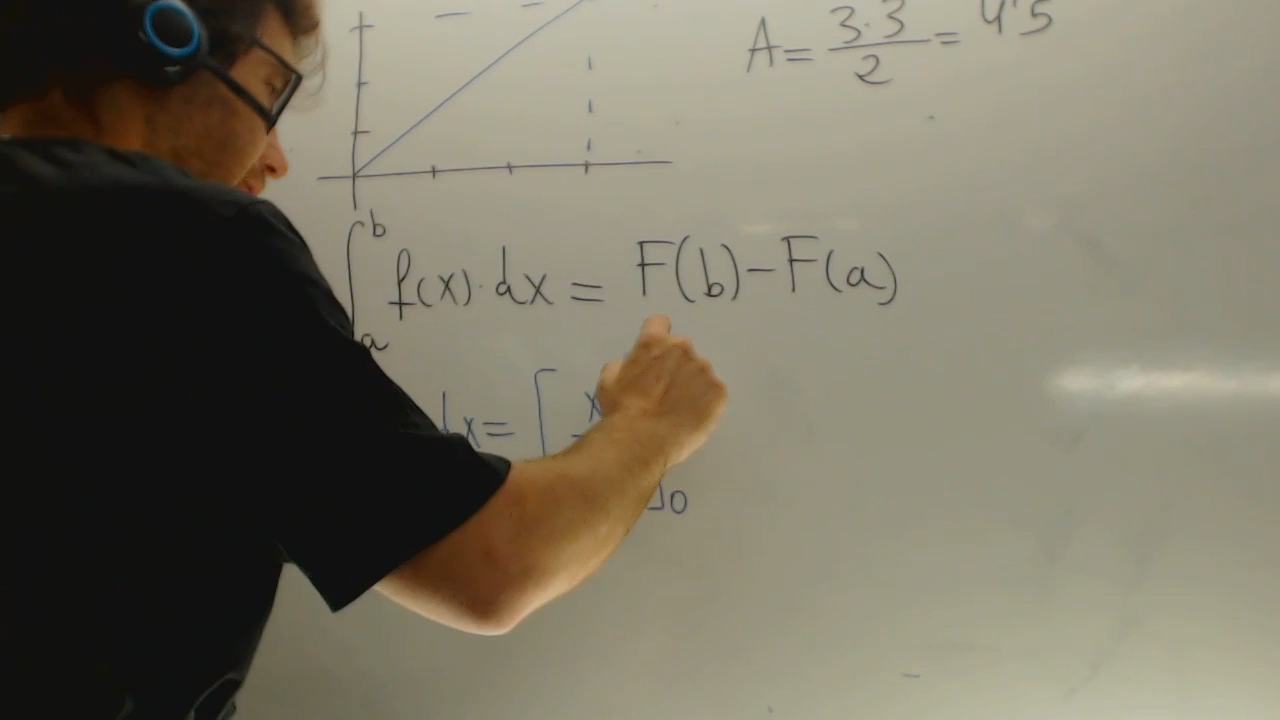 A = 3·3/2 = 4'5
∫_a^b f(x)·dx = F(b)-F(a)
dx = [x ]_0